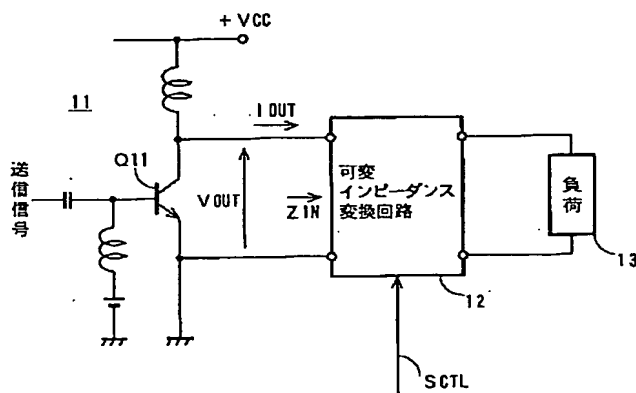 +VCC
11
I OUT
Q11
送信信号
VOUT
ZIN
可変
インピーダンス
変換回路
負荷
12
13
SCTL